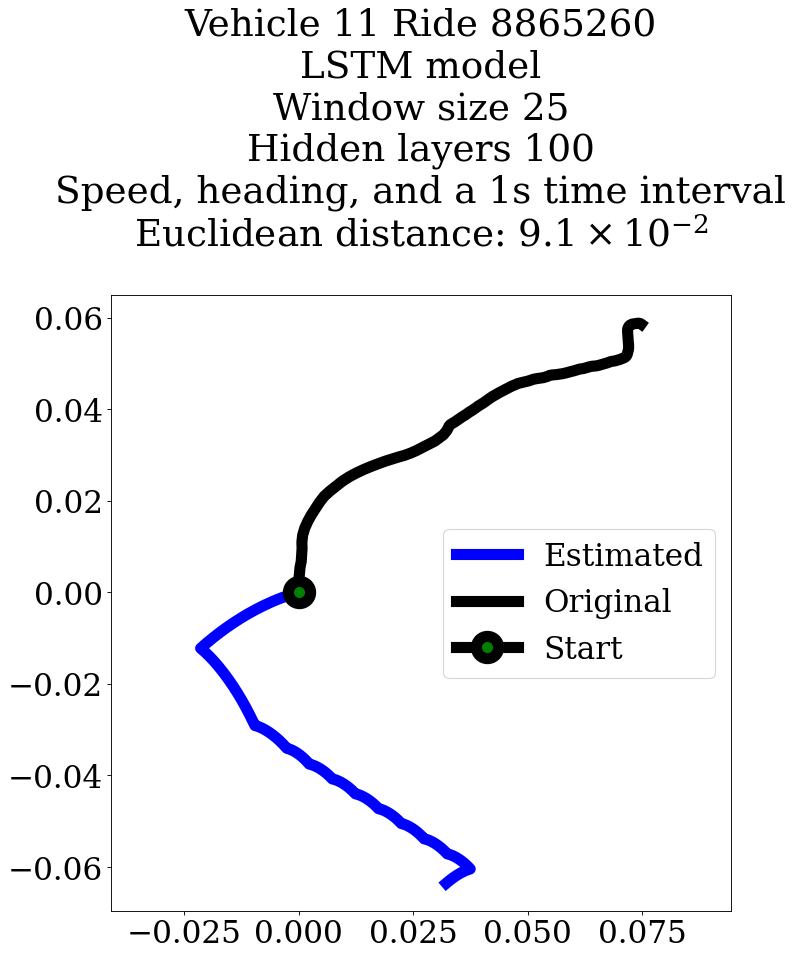 Vehicle 11 Ride 8865260
LSTM model
Window size 25
Hidden layers 100
Speed, heading, and a 1s time interval
Euclidean distance: 9.1 × 10⁻²
0.06
0.04
0.02
0.00
−0.02
−0.04
−0.06
Estimated
Original
Start
−0.025 0.000 0.025 0.050 0.075